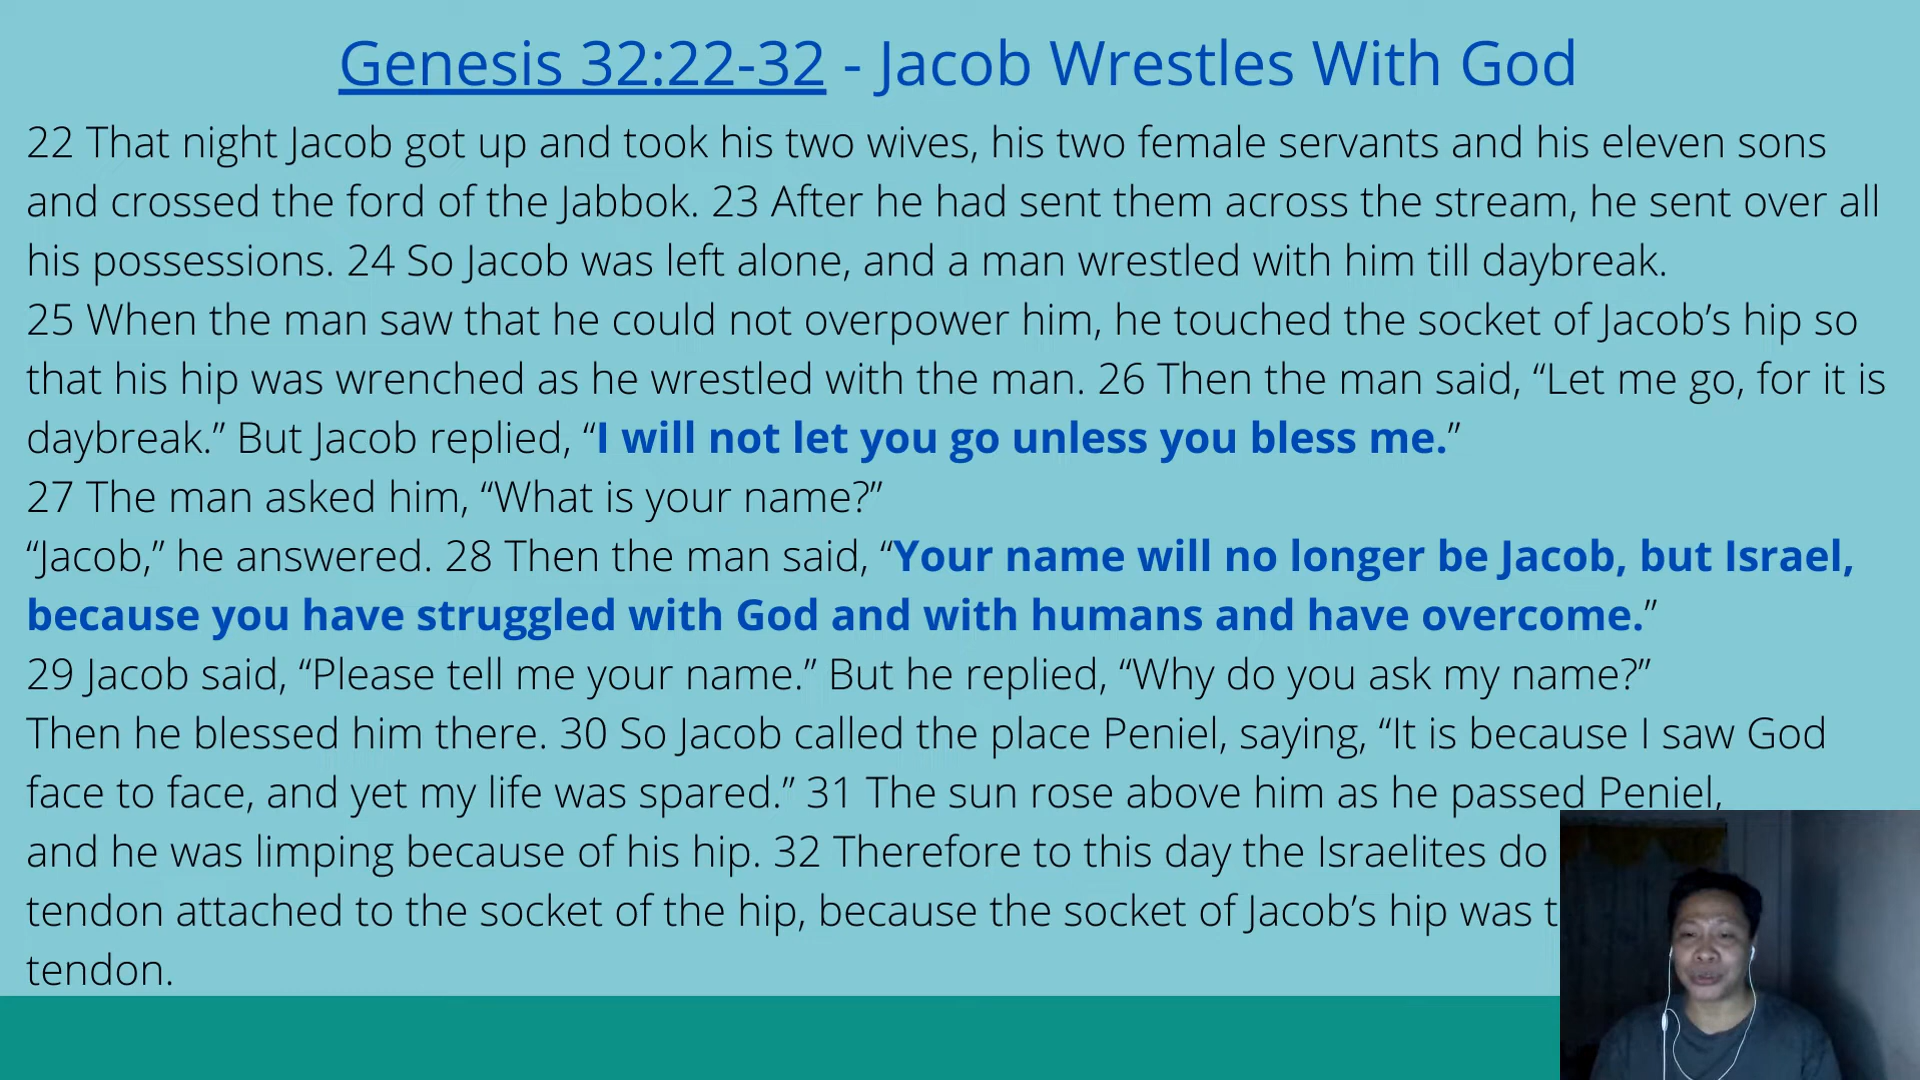 Genesis 32:22-32 - Jacob Wrestles With God
22 That night Jacob got up and took his two wives, his two female servants and his eleven sons
and crossed the ford of the Jabbok. 23 After he had sent them across the stream, he sent over all
his possessions. 24 So Jacob was left alone, and a man wrestled with him till daybreak.
25 When the man saw that he could not overpower him, he touched the socket of Jacob’s hip so
that his hip was wrenched as he wrestled with the man. 26 Then the man said, “Let me go, for it is
daybreak.” But Jacob replied, “I will not let you go unless you bless me.”
27 The man asked him, “What is your name?”
“Jacob,” he answered. 28 Then the man said, “Your name will no longer be Jacob, but Israel,
because you have struggled with God and with humans and have overcome.”
29 Jacob said, “Please tell me your name.” But he replied, “Why do you ask my name?”
Then he blessed him there. 30 So Jacob called the place Peniel, saying, “It is because I saw God
face to face, and yet my life was spared.” 31 The sun rose above him as he passed Peniel,
and he was limping because of his hip. 32 Therefore to this day the Israelites do
tendon attached to the socket of the hip, because the socket of Jacob’s hip was
tendon.